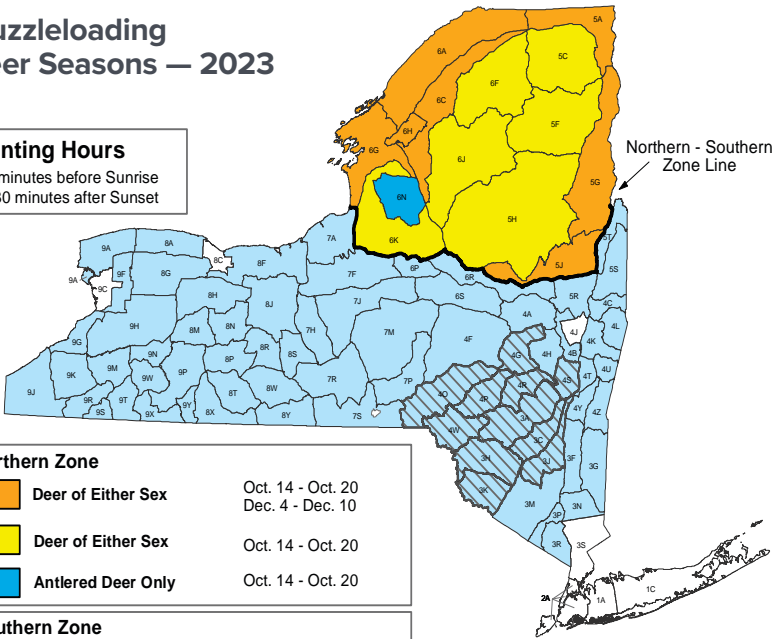 uzzleloading
eer Seasons — 2023
nting Hours
minutes before Sunrise
30 minutes after Sunset
Northern - Southern
Zone Line
5A
6A
5C
6F
6C
5F
6H
6G
6J
5G
6N
5H
6K
5J
5T
7A
9A
8A
8C
8F
6P
6R
5S
9A
9F
8G
7F
9C
6S
5R
4C
8H
8J
7J
4A
4J
4L
9H
8M
8N
7H
7M
4F
4K
9G
8R
8S
4G
4H
4B
9N
8P
9K
9M
9W
9P
7R
7P
4R
4S
4T
4U
9J
9R
9T
8T
8W
4O
4P
9S
9X
9Y
8X
8Y
7S
4Y
4Z
3A
4W
3C
3H
3J
3F
3G
3K
3M
3N
3P
3R
3S
2A
1A
1C
rthern Zone
Deer of Either Sex
Oct. 14 - Oct. 20
Dec. 4 - Dec. 10
Deer of Either Sex
Oct. 14 - Oct. 20
Antlered Deer Only
Oct. 14 - Oct. 20
uthern Zone